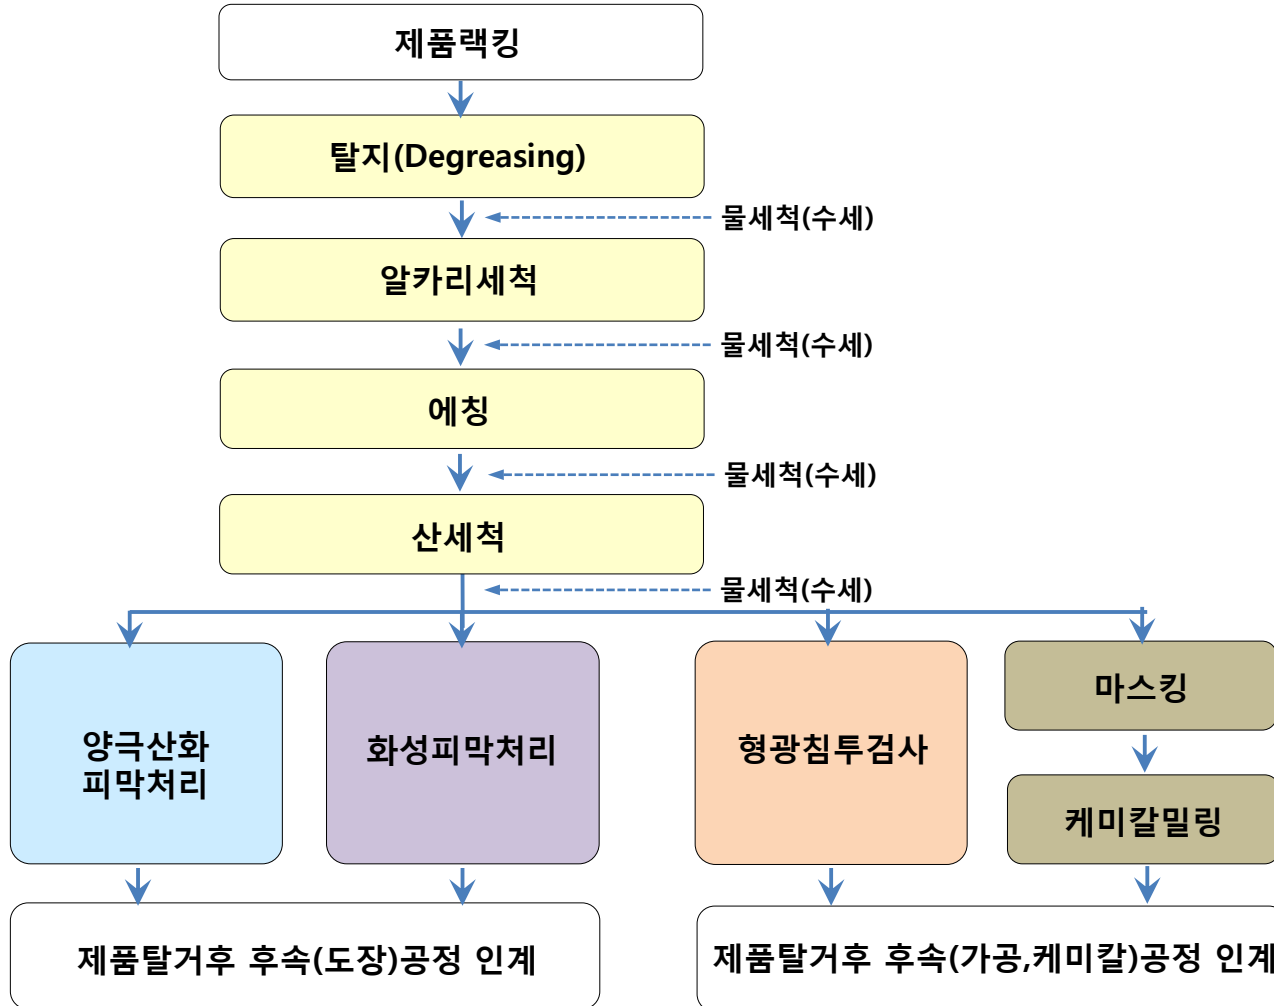 제품랙킹
탈지(Degreasing)
물세척(수세)
알카리세척
물세척(수세)
에칭
물세척(수세)
산세척
물세척(수세)
양극산화
피막처리
화성피막처리
형광침투검사
마스킹
케미칼밀링
제품탈거후 후속(도장)공정 인계
제품탈거후 후속(가공,케미칼)공정 인계